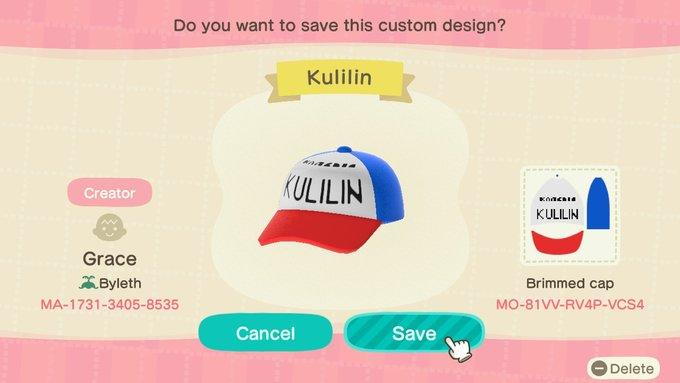 Do you want to save this custom design?
Kulilin
KULILIN
Creator
Grace
Byleth
MA-1731-3405-8535
KULILIN
Brimmed cap
MO-81VV-RV4P-VCS4
Cancel
Save
Delete